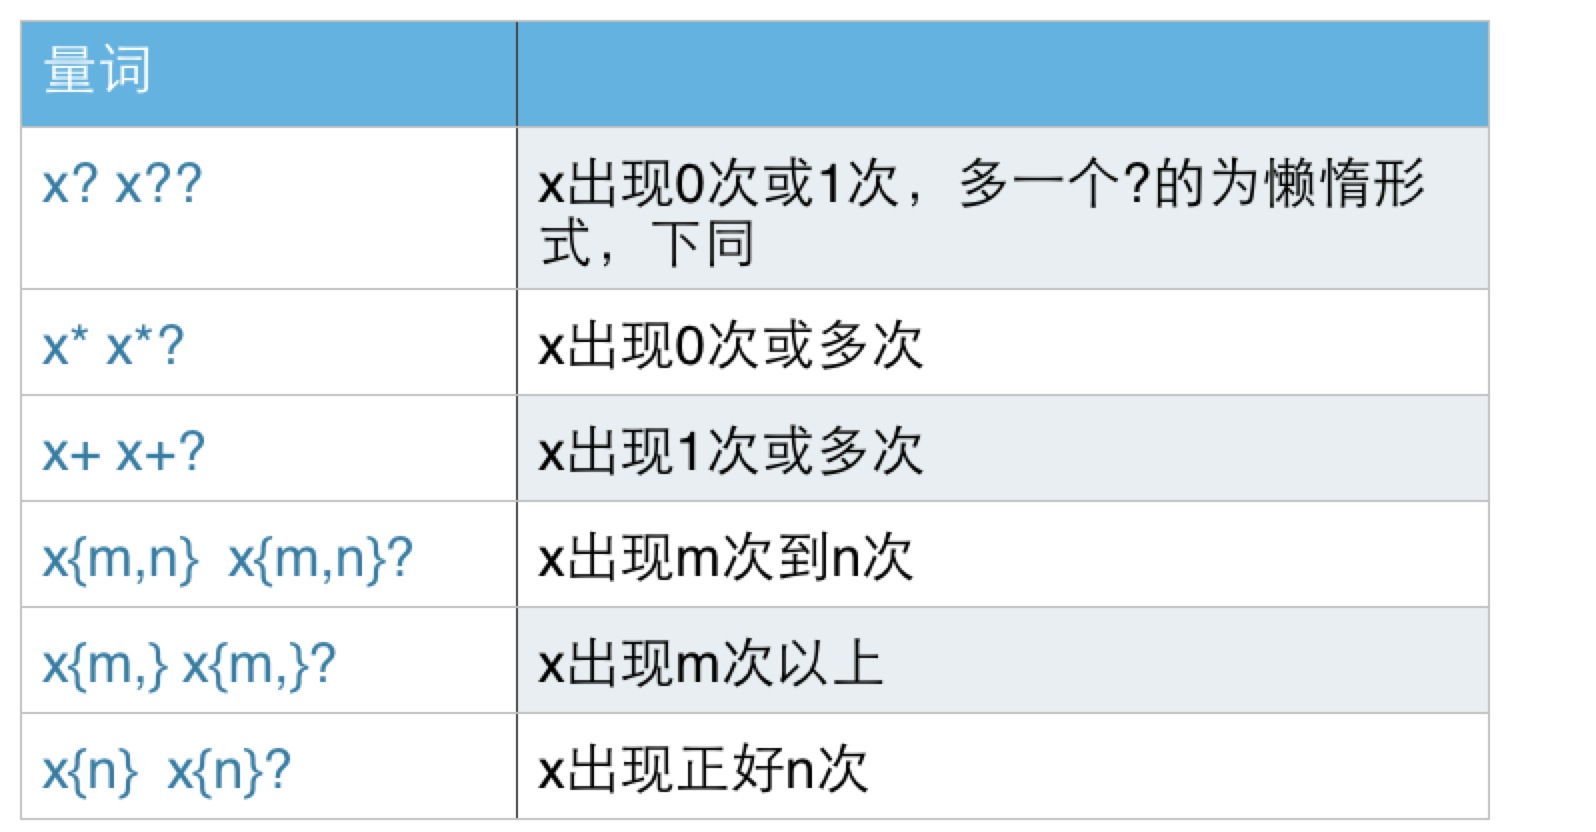 量词
x? x??
x出现0次或1次，多一个?的为懒惰形
式，下同
x* x*?
x出现0次或多次
x+ x+?
x出现1次或多次
x{m,n}  x{m,n}?
x出现m次到n次
x{m,} x{m,}?
x出现m次以上
x{n}  x{n}?
x出现正好n次